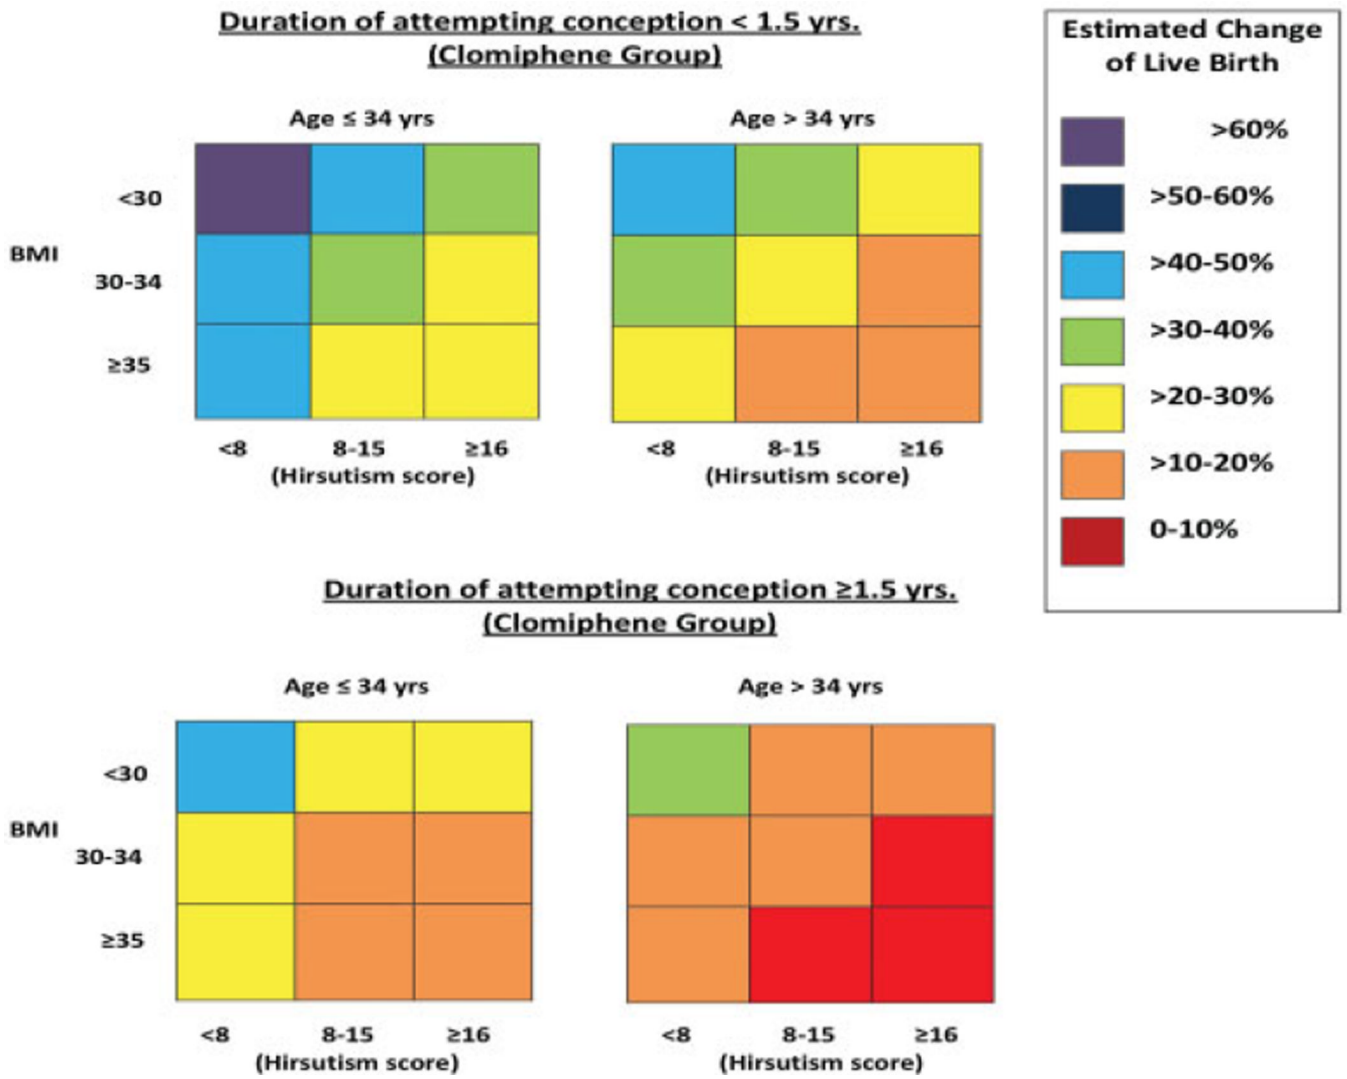 Duration of attempting conception < 1.5 yrs.
(Clomiphene Group)
Age ≤ 34 yrs
Age > 34 yrs
BMI
<30
30-34
≥35
<8 8-15 ≥16
(Hirsutism score)
<8 8-15 ≥16
(Hirsutism score)
Estimated Change
of Live Birth
>60%
>50-60%
>40-50%
>30-40%
>20-30%
>10-20%
0-10%
Duration of attempting conception ≥1.5 yrs.
(Clomiphene Group)
Age ≤ 34 yrs
Age > 34 yrs
BMI
<30
30-34
≥35
<8 8-15 ≥16
(Hirsutism score)
<8 8-15 ≥16
(Hirsutism score)